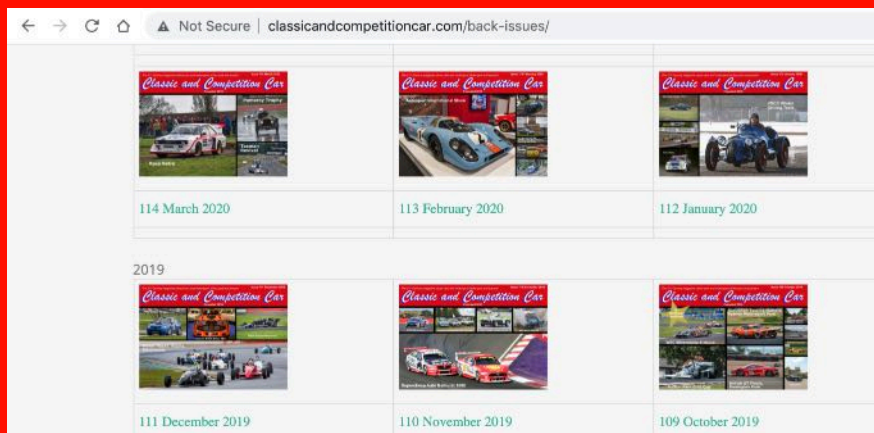 Not Secure | classicandcompetitioncar.com/back-issues/
Classic and Competition Car
Classic and Competition Car
Classic and Competition Car
114 March 2020
113 February 2020
112 January 2020
2019
Classic and Competition Car
Classic and Competition Car
Classic and Competition Car
111 December 2019
110 November 2019
109 October 2019